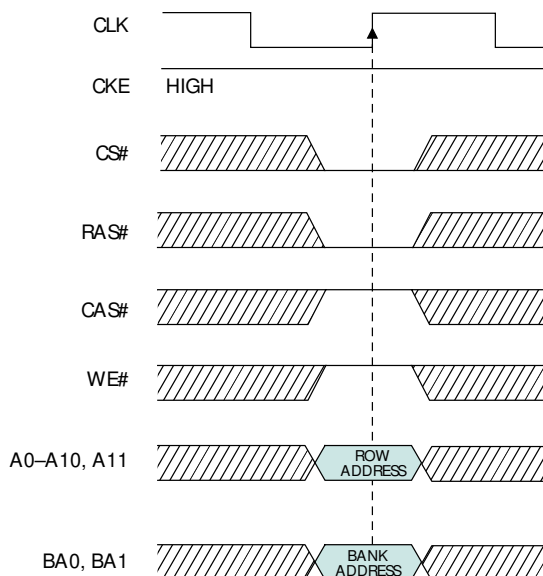 CLK
CKE HIGH
CS#
RAS#
CAS#
WE#
A0–A10, A11
ROW
ADDRESS
BA0, BA1
BANK
ADDRESS